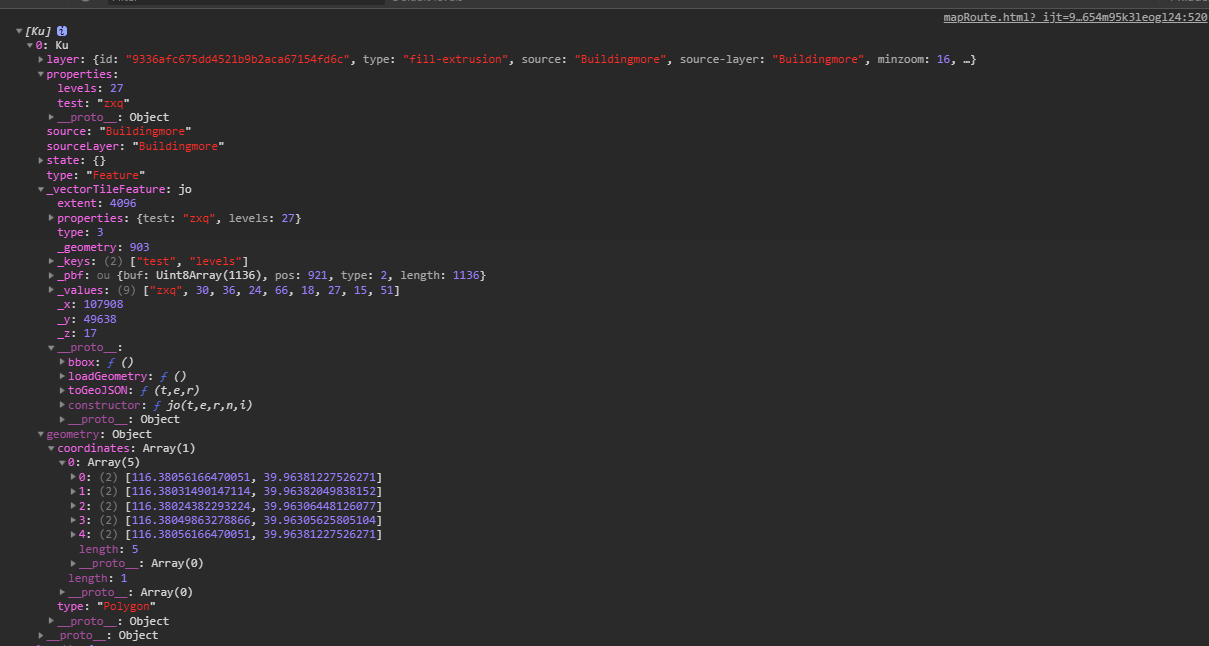 mapRoute.html?_ijt=9…654m95k3leogl24:520
[Ku]
0: Ku
layer: {id: "9336afc675dd4521b9b2aca67154fd6c", type: "fill-extrusion", source: "Buildingmore", source-layer: "Buildingmore", minzoom: 16, …}
properties:
levels: 27
test: "zxq"
__proto__: Object
source: "Buildingmore"
sourceLayer: "Buildingmore"
state: {}
type: "Feature"
_vectorTileFeature: jo
extent: 4096
properties: {test: "zxq", levels: 27}
type: 3
_geometry: 903
_keys: (2) ["test", "levels"]
_pbf: ou {buf: Uint8Array(1136), pos: 921, type: 2, length: 1136}
_values: (9) ["zxq", 30, 36, 24, 66, 18, 27, 15, 51]
_x: 107908
_y: 49638
_z: 17
__proto__:
bbox: ƒ ()
loadGeometry: ƒ ()
toGeoJSON: ƒ (t,e,r)
constructor: ƒ jo(t,e,r,n,i)
__proto__: Object
geometry: Object
coordinates: Array(1)
0: Array(5)
0: (2) [116.38056166470051, 39.96381227526271]
1: (2) [116.38031490147114, 39.96382049838152]
2: (2) [116.38024382293224, 39.96306448126077]
3: (2) [116.38049863278866, 39.96305625805104]
4: (2) [116.38056166470051, 39.96381227526271]
length: 5
__proto__: Array(0)
length: 1
__proto__: Array(0)
type: "Polygon"
__proto__: Object
__proto__: Object